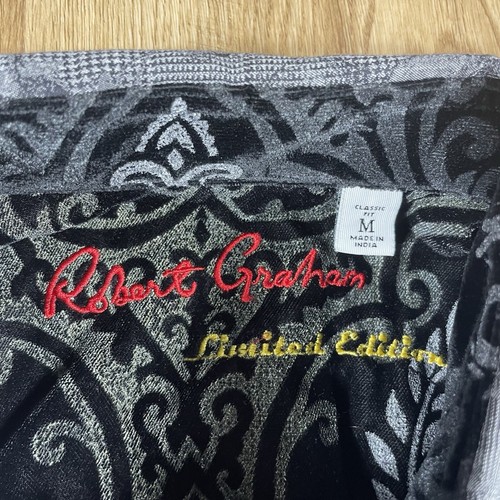 CLASSIC
FIT
M
MADE IN
INDIA
Robert Graham
Limited Edition